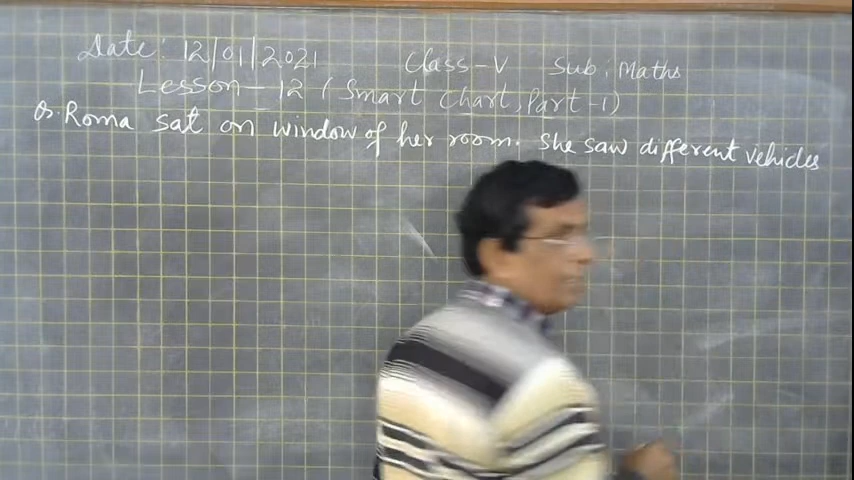 Date: 12/01/2021 Class-V Sub: Maths
Lesson-12 (Smart Chart, Part-1)
Q. Roma sat on window of her room. She saw different vehicles